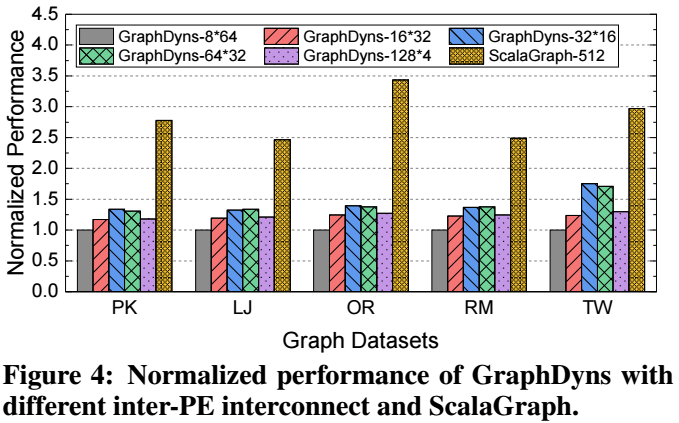 4.5
4.0
3.5
3.0
2.5
2.0
1.5
1.0
0.5
0.0
Normalized Performance
GraphDyns-8*64 GraphDyns-16*32 GraphDyns-32*16
GraphDyns-64*32 GraphDyns-128*4 ScalaGraph-512
PK LJ OR RM TW
Graph Datasets
Figure 4: Normalized performance of GraphDyns with
different inter-PE interconnect and ScalaGraph.